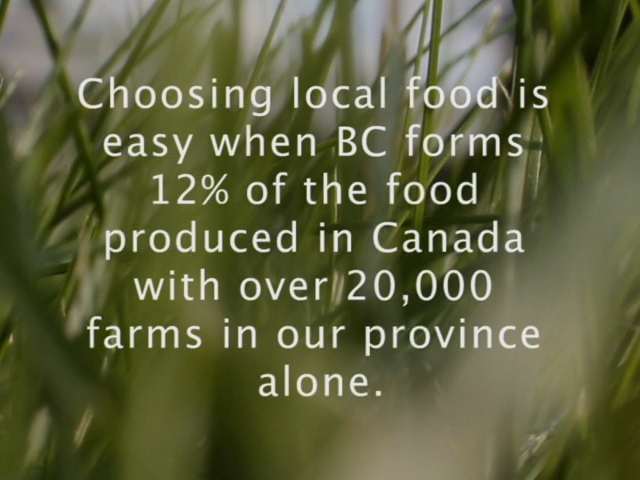 Choosing local food is
easy when BC forms
12% of the food
produced in Canada
with over 20,000
farms in our province
alone.